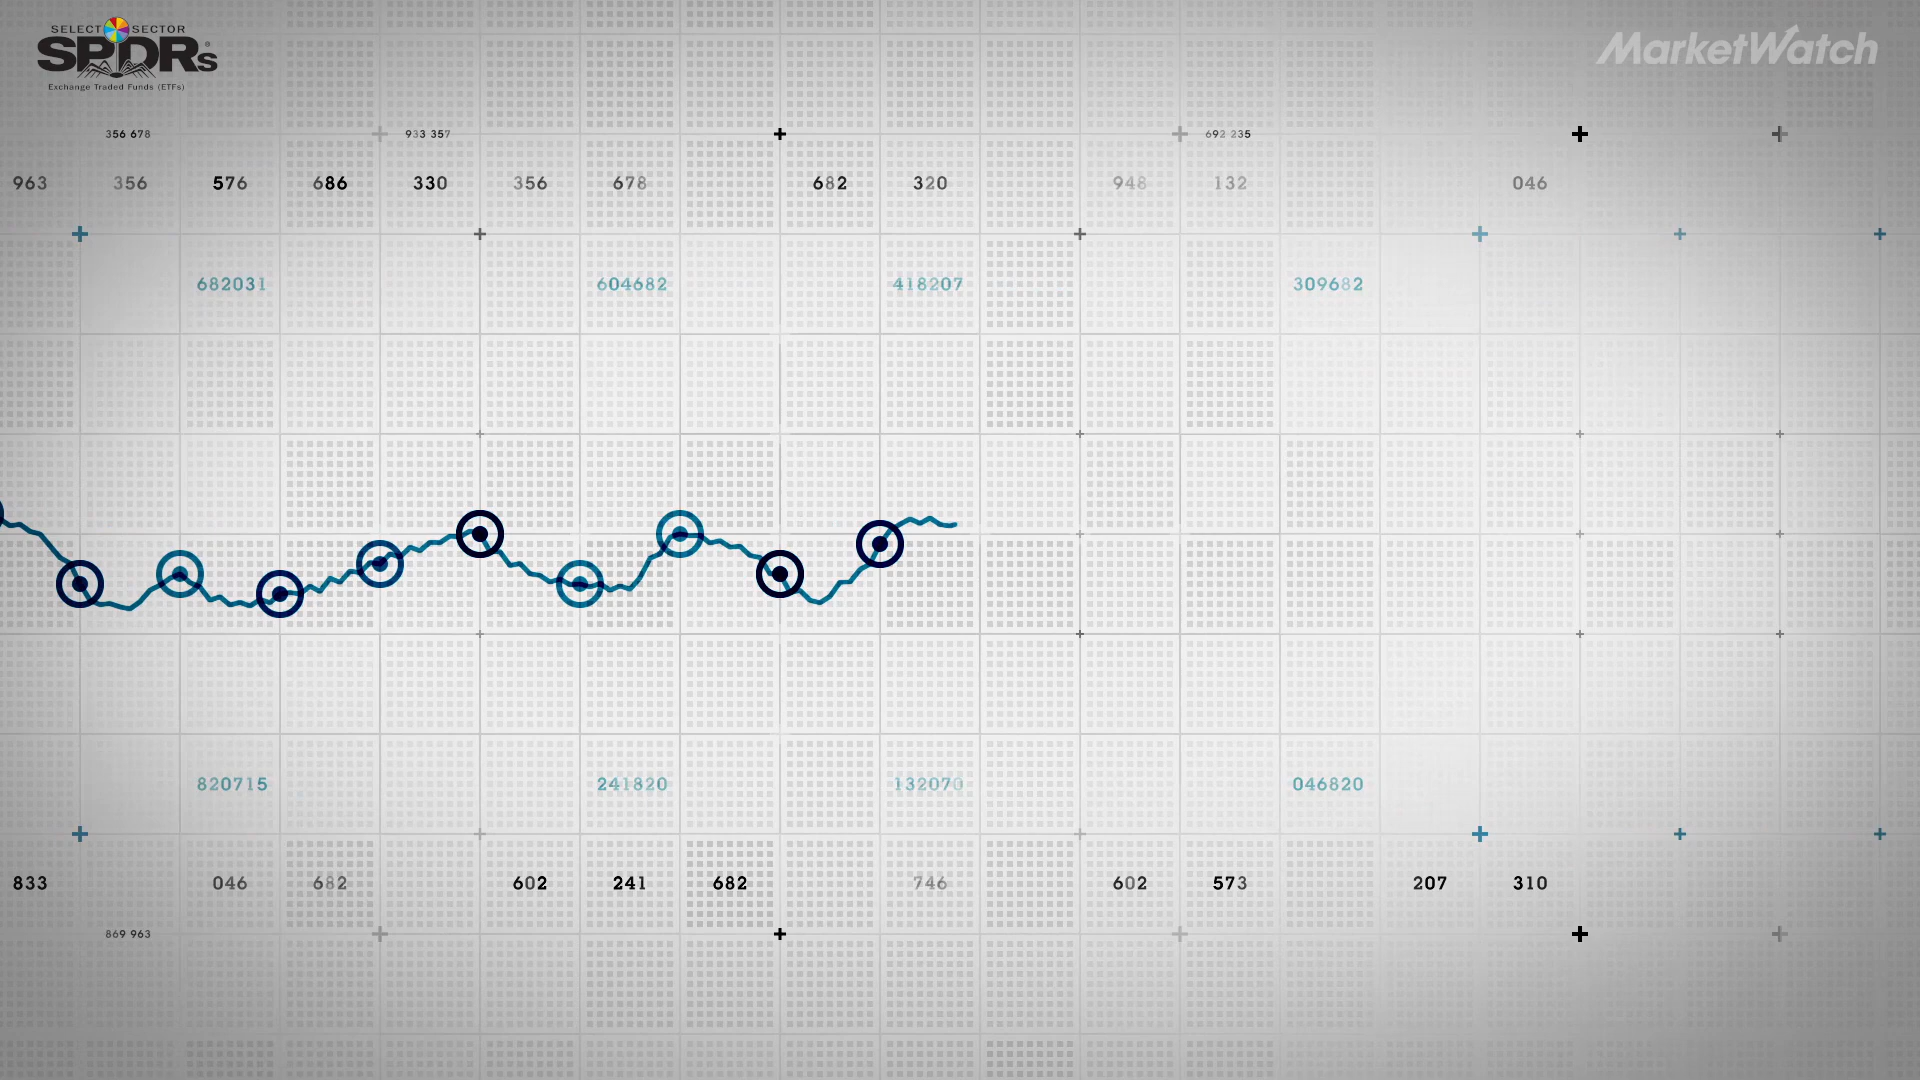 SELECT SECTOR
SPDRs
Exchange Traded Funds (ETFs)
MarketWatch
356 678
933 357
692 235
963 356 576 686 330 356 678 682 320 948 132 046
682031 604682 418207 309682
820715 241820 132070 046820
833 046 682 602 241 682 746 602 573 207 310
869 963